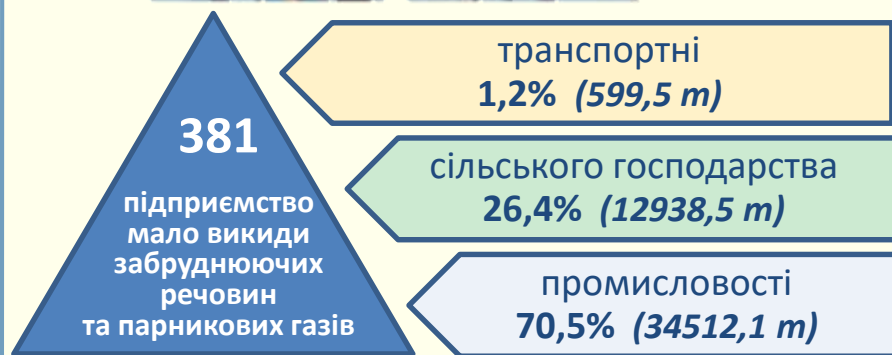 381
підприємство
мало викиди
забруднюючих
речовин
та парникових газів
транспортні
1,2% (599,5 т)
сільського господарства
26,4% (12938,5 т)
промисловості
70,5% (34512,1 т)